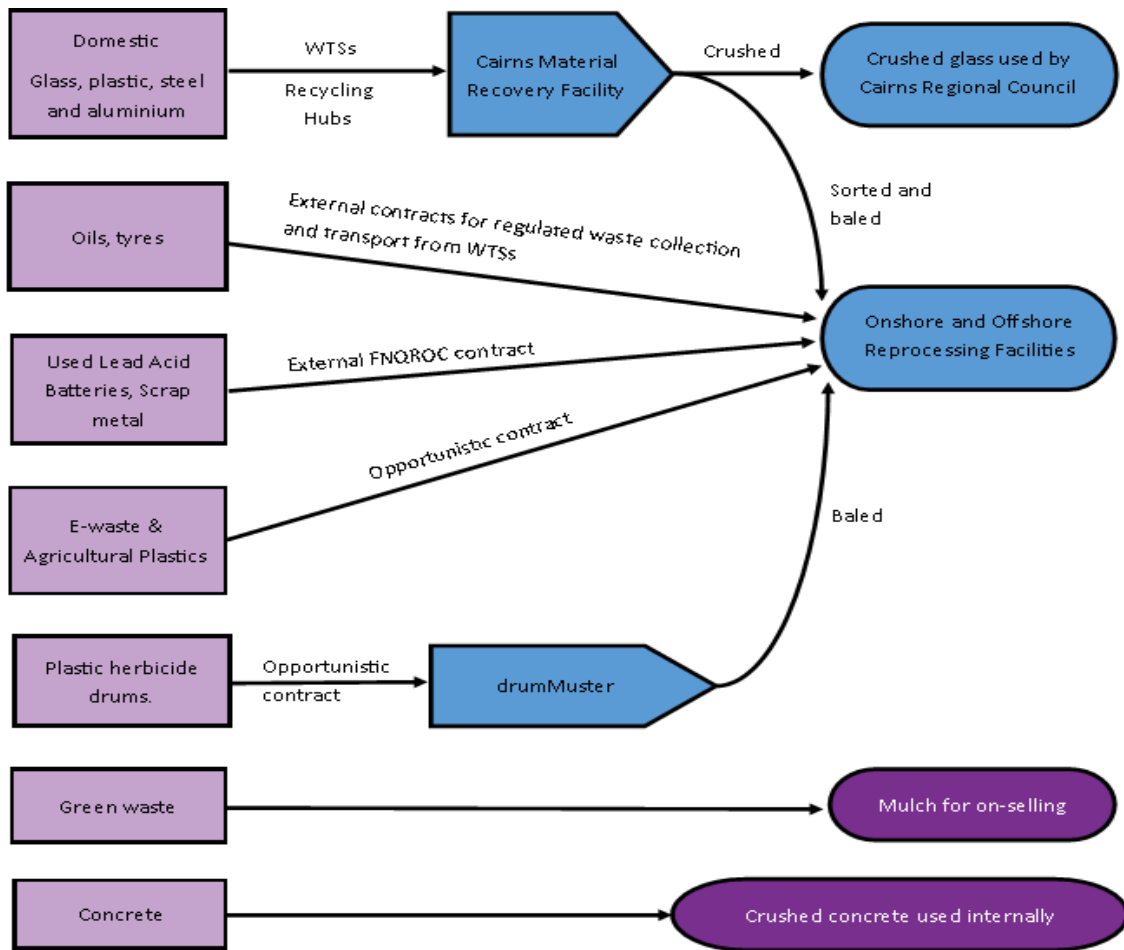 Domestic
Glass, plastic, steel
and aluminium
WTSs
Recycling
Hubs
Cairns Material
Recovery Facility
Crushed
Crushed glass used by
Cairns Regional Council
Sorted and
baled
Oils, tyres
External contracts for regulated waste collection
and transport from WTSs
Onshore and Offshore
Reprocessing Facilities
Used Lead Acid
Batteries, Scrap
metal
External FNQROC contract
Opportunistic contract
E-waste &
Agricultural Plastics
Baled
Plastic herbicide
drums.
Opportunistic
contract
drumMuster
Green waste
Mulch for on-selling
Concrete
Crushed concrete used internally